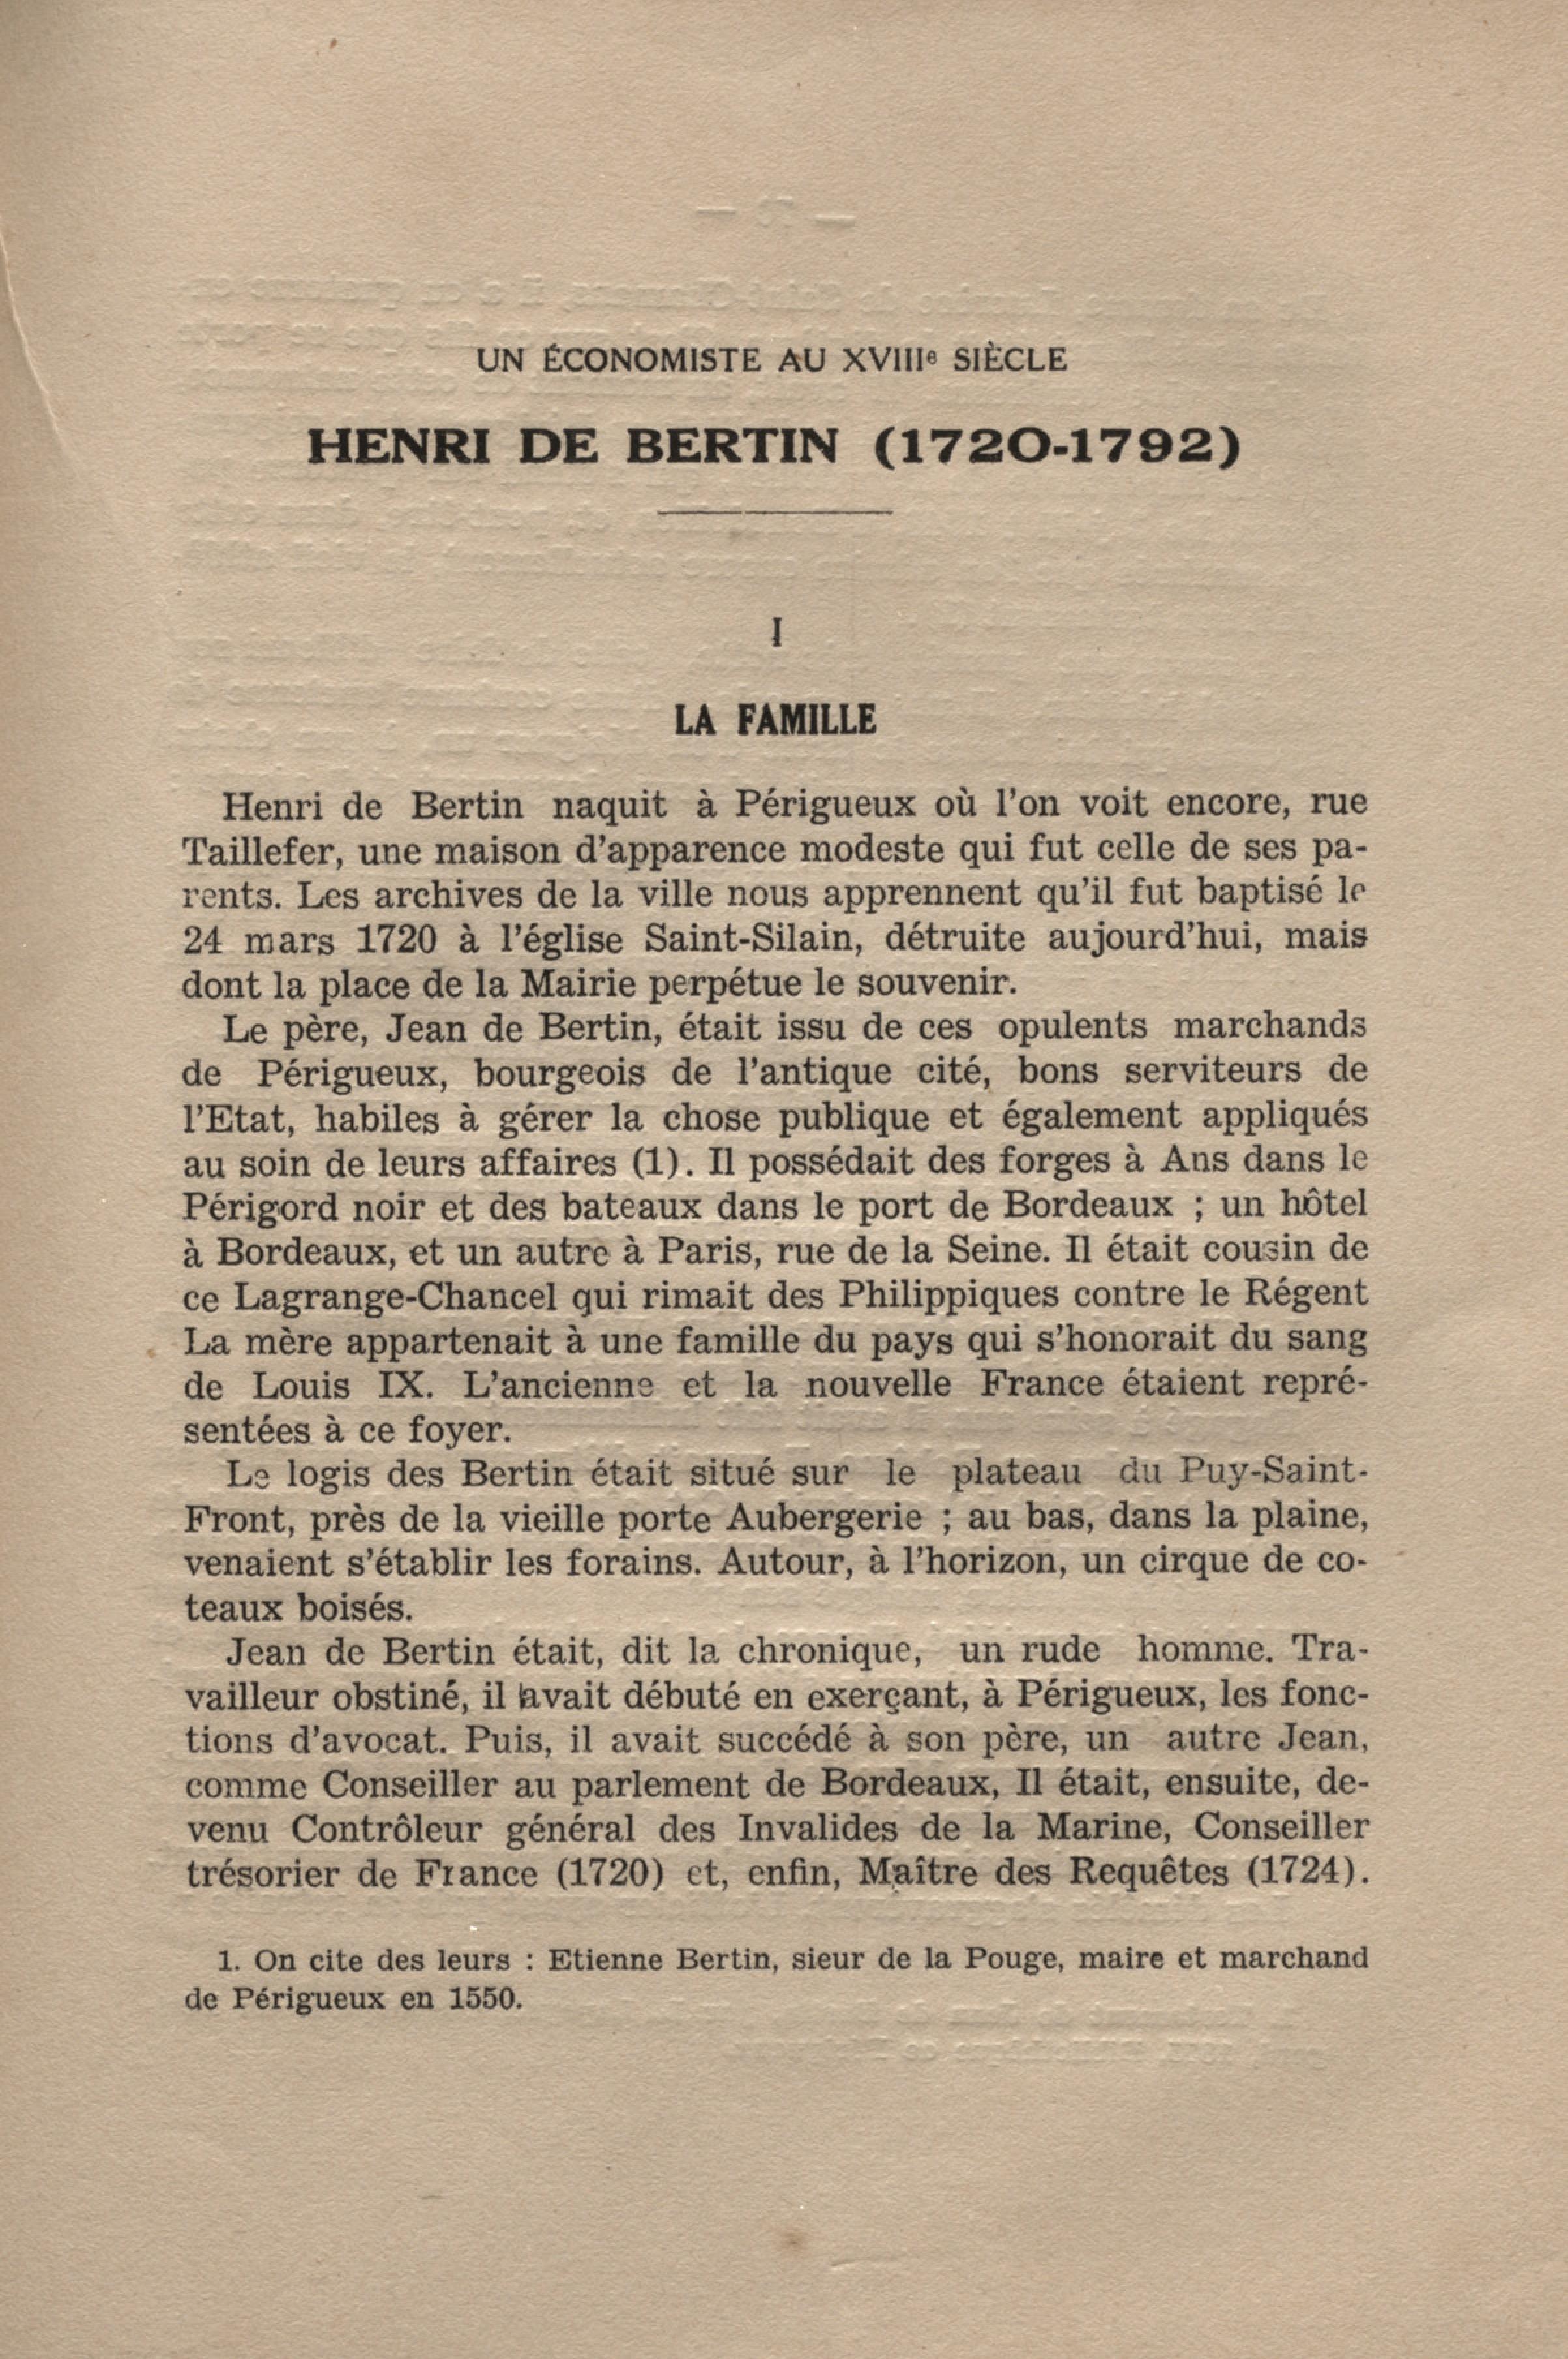 UN ÉCONOMISTE AU XVIIIe SIÈCLE
HENRI DE BERTIN (1720-1792)
I
LA FAMILLE
Henri de Bertin naquit à Périgueux où l'on voit encore, rue
Taillefer, une maison d'apparence modeste qui fut celle de ses pa-
rents. Les archives de la ville nous apprennent qu'il fut baptisé le
24 mars 1720 à l'église Saint-Silain, détruite aujourd'hui, mais
dont la place de la Mairie perpétue le souvenir.
Le père, Jean de Bertin, était issu de ces opulents marchands
de Périgueux, bourgeois de l'antique cité, bons serviteurs de
l'Etat, habiles à gérer la chose publique et également appliqués
au soin de leurs affaires (1). Il possédait des forges à Ans dans le
Périgord noir et des bateaux dans le port de Bordeaux ; un hôtel
à Bordeaux, et un autre à Paris, rue de la Seine. Il était cousin de
ce Lagrange-Chancel qui rimait des Philippiques contre le Régent
La mère appartenait à une famille du pays qui s'honorait du sang
de Louis IX. L'ancienne et la nouvelle France étaient repré-
sentées à ce foyer.
Le logis des Bertin était situé sur le plateau du Puy-Saint-
Front, près de la vieille porte Aubergerie ; au bas, dans la plaine,
venaient s'établir les forains. Autour, à l'horizon, un cirque de co-
teaux boisés.
Jean de Bertin était, dit la chronique, un rude homme. Tra-
vailleur obstiné, il avait débuté en exerçant, à Périgueux, les fonc-
tions d'avocat. Puis, il avait succédé à son père, un autre Jean,
comme Conseiller au parlement de Bordeaux, Il était, ensuite, de-
venu Contrôleur général des Invalides de la Marine, Conseiller
trésorier de France (1720) et, enfin, Maître des Requêtes (1724).
1. On cite des leurs : Etienne Bertin, sieur de la Pouge, maire et marchand
de Périgueux en 1550.